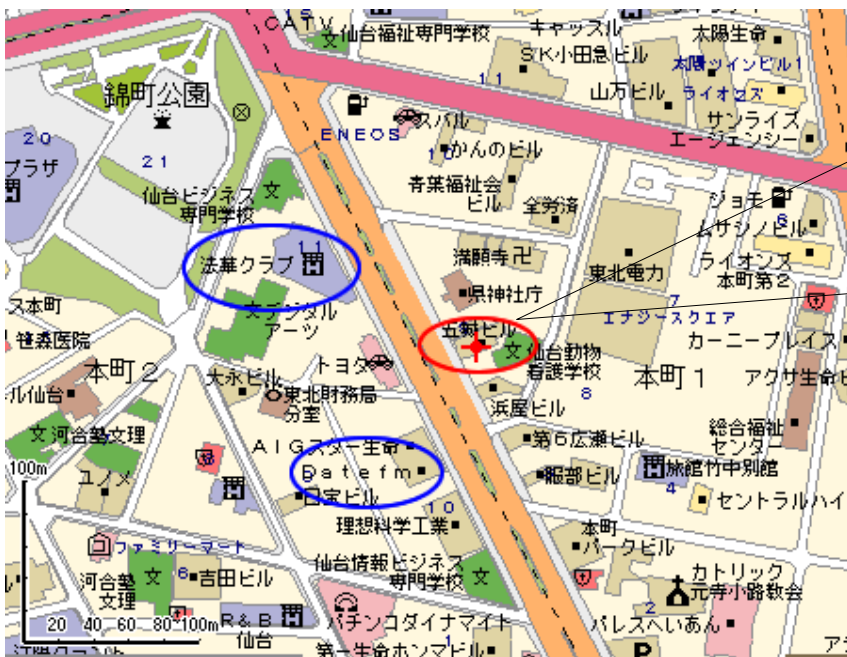 CATV
仙台福祉専門学校
キャッスル
SK小田急ビル
太陽生命
太陽ツインビル1
山万ビル
ライオンズ
サンライズ
エージェンシー
11
錦町公園
20
プラザ
21
ENEOS
スバル
10
かんのビル
青葉福祉会
ビル
全労済
仙台ビジネス
専門学校
11
法華クラブ
満願寺
東北電力
ジョモ
6
ムサシノビル
ライオンズ
本町第2
県神社庁
7
エナジースクエア
カーニープレイス
ス本町
笹森医院
デジタル
アーツ
五城ビル
仙台動物
看護学校
8
本町1
アクサ生命ビ
本町2
トヨタ
大永ビル
東北財務局
分室
ル仙台
浜屋ビル
第6広瀬ビル
総合福祉
センター
河合塾文理
AIGスター生命
Datefm
服部ビル
旅館竹中別館
4
セントラルハイ
100m
ユノメ
日宝ビル
10
理想科学工業
本町
パークビル
ファミリーマート
仙台情報ビジネス
専門学校
河合塾
文理
6
吉田ビル
カトリック
元寺小路教会
2
20 40 60 80 100m
R&B
仙台
パチンコダイナマイト
パレスへいあん
1
第一生命ホンマビル
P
ア